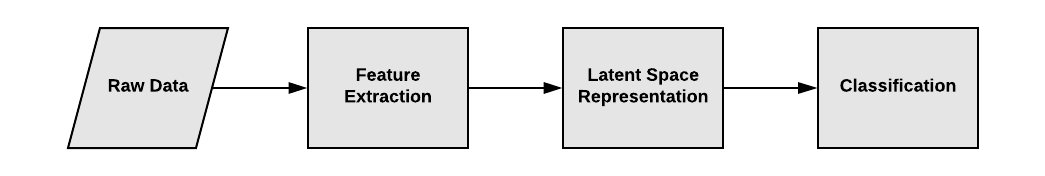 Raw Data
Feature
Extraction
Latent Space
Representation
Classification